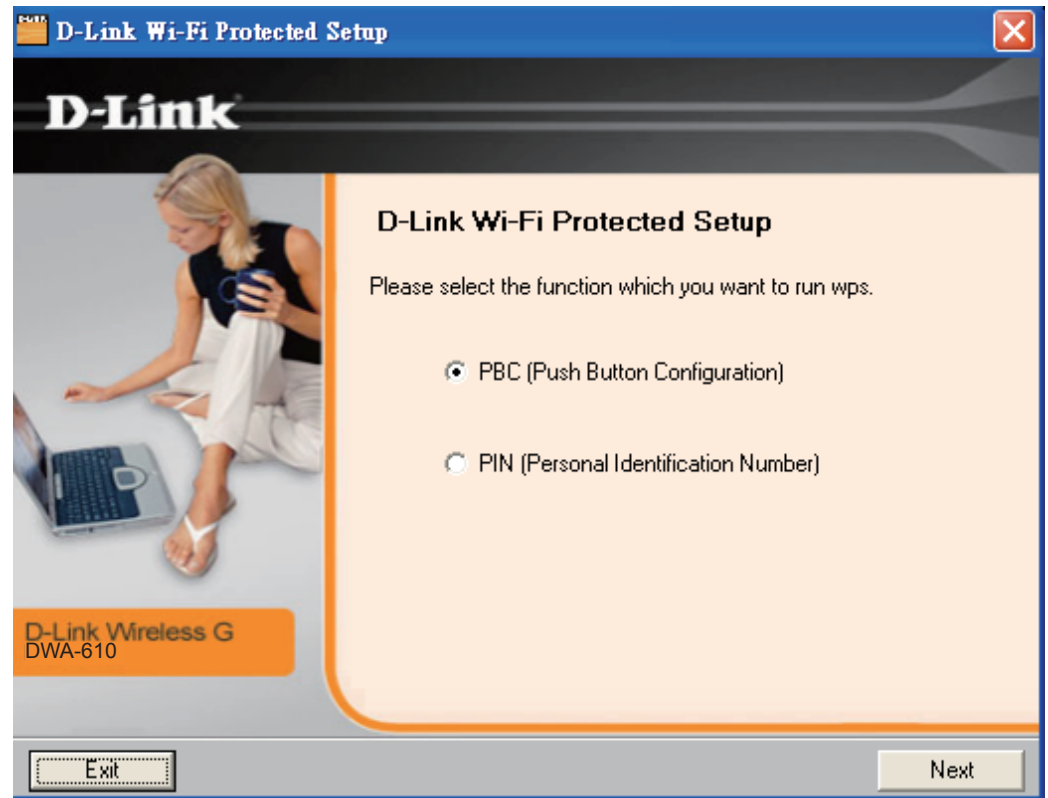 D-Link Wi-Fi Protected Setup
D-Link
D-Link Wi-Fi Protected Setup
Please select the function which you want to run wps.
PBC (Push Button Configuration)
PIN (Personal Identification Number)
D-Link Wireless G
DWA-610
Exit
Next